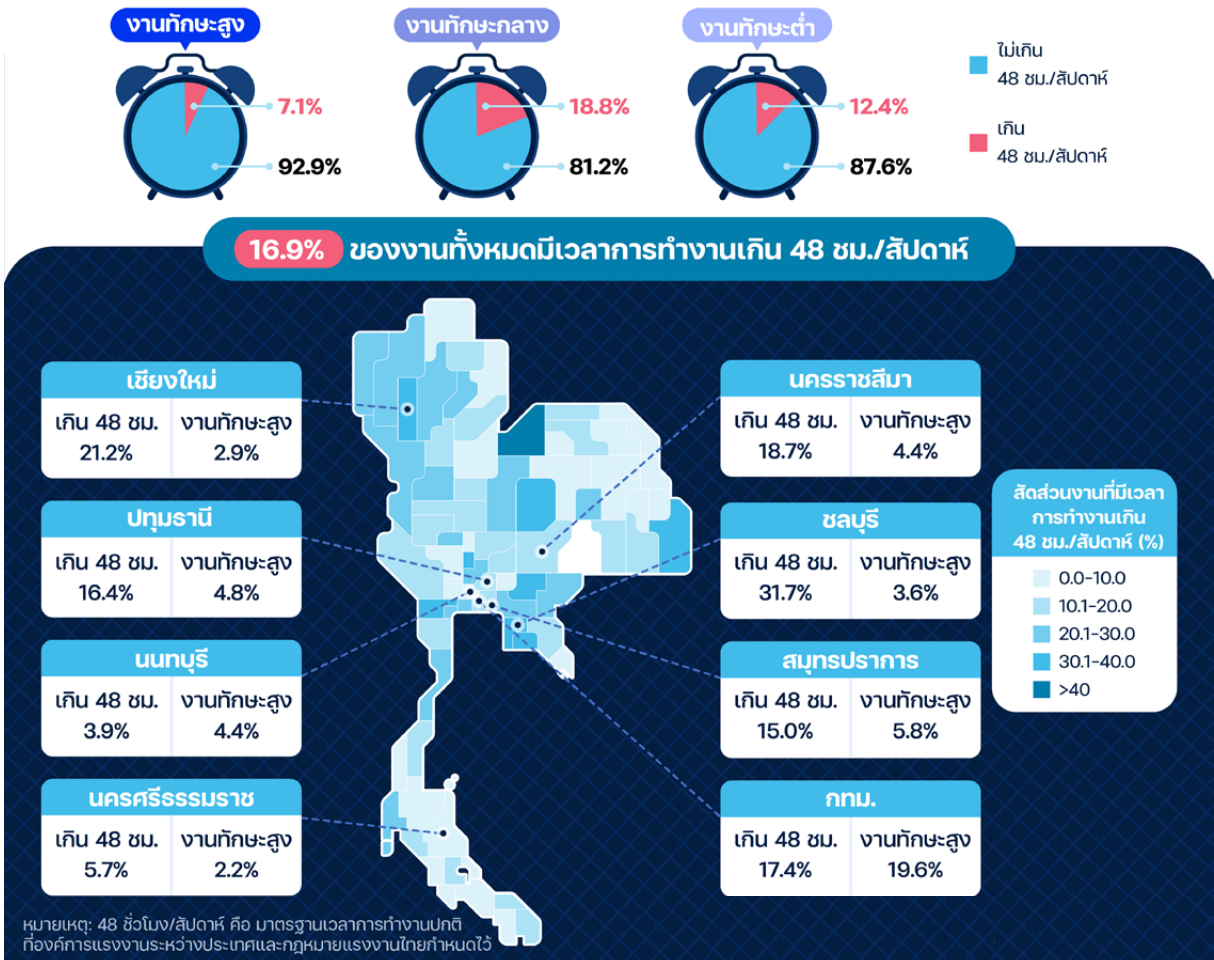 งานทักษะสูง
งานทักษะกลาง
งานทักษะต่ำ
ไม่เกิน
48 ชม./สัปดาห์
เกิน
48 ชม./สัปดาห์
7.1%
92.9%
18.8%
81.2%
12.4%
87.6%
16.9% ของงานทั้งหมดมีเวลาการทำงานเกิน 48 ชม./สัปดาห์
เชียงใหม่
เกิน 48 ชม. งานทักษะสูง
21.2% 2.9%
ปทุมธานี
เกิน 48 ชม. งานทักษะสูง
16.4% 4.8%
นนทบุรี
เกิน 48 ชม. งานทักษะสูง
3.9% 4.4%
นครศรีธรรมราช
เกิน 48 ชม. งานทักษะสูง
5.7% 2.2%
นครราชสีมา
เกิน 48 ชม. งานทักษะสูง
18.7% 4.4%
ชลบุรี
เกิน 48 ชม. งานทักษะสูง
31.7% 3.6%
สมุทรปราการ
เกิน 48 ชม. งานทักษะสูง
15.0% 5.8%
กทม.
เกิน 48 ชม. งานทักษะสูง
17.4% 19.6%
สัดส่วนงานที่มีเวลา
การทำงานเกิน
48 ชม./สัปดาห์ (%)
0.0-10.0
10.1-20.0
20.1-30.0
30.1-40.0
>40
หมายเหตุ: 48 ชั่วโมง/สัปดาห์ คือ มาตรฐานเวลาการทำงานปกติ
ที่องค์การแรงงานระหว่างประเทศและกฎหมายแรงงานไทยกำหนดไว้